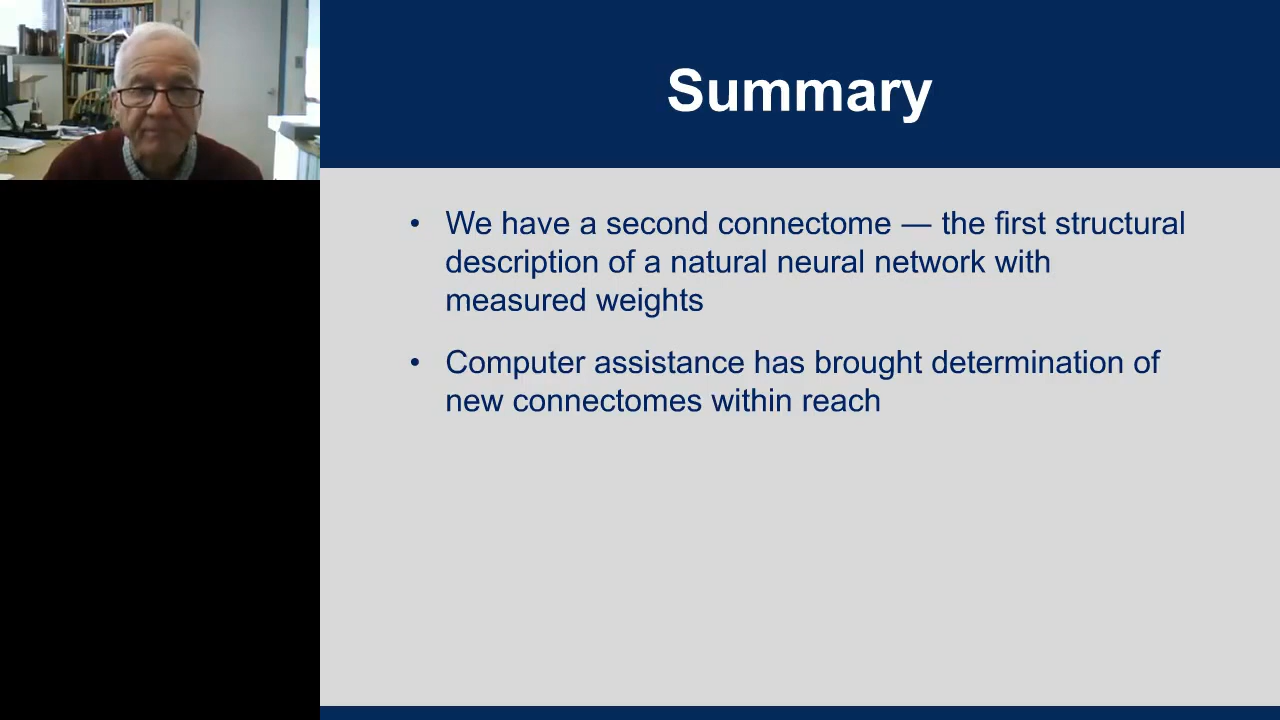 Summary
• We have a second connectome — the first structural
description of a natural neural network with
measured weights
• Computer assistance has brought determination of
new connectomes within reach